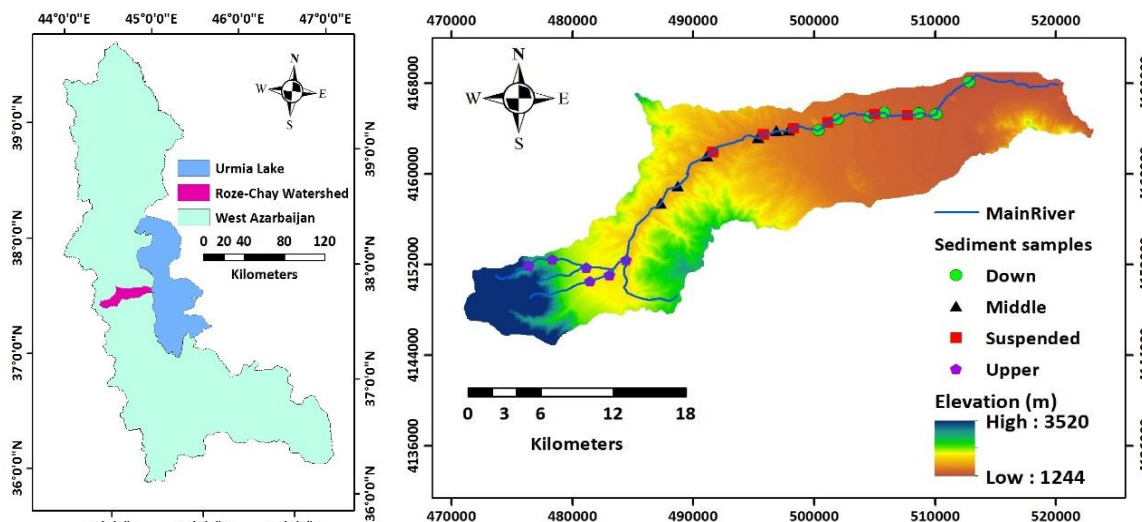 44°0'0"E 45°0'0"E 46°0'0"E 47°0'0"E
N
W E
S
Urmia Lake
Roze-Chay Watershed
West Azarbaijan
0 20 40 80 120
Kilometers
39°0'0"N
38°0'0"N
37°0'0"N
36°0'0"N
39°0'0"N
38°0'0"N
37°0'0"N
36°0'0"N
470000 480000 490000 500000 510000 520000
N
W E
S
4168000
4160000
4152000
4144000
4136000
MainRiver
Sediment samples
Down
Middle
Suspended
Upper
Elevation (m)
High : 3520
Low : 1244
0 3 6 12 18
Kilometers
470000 480000 490000 500000 510000 520000